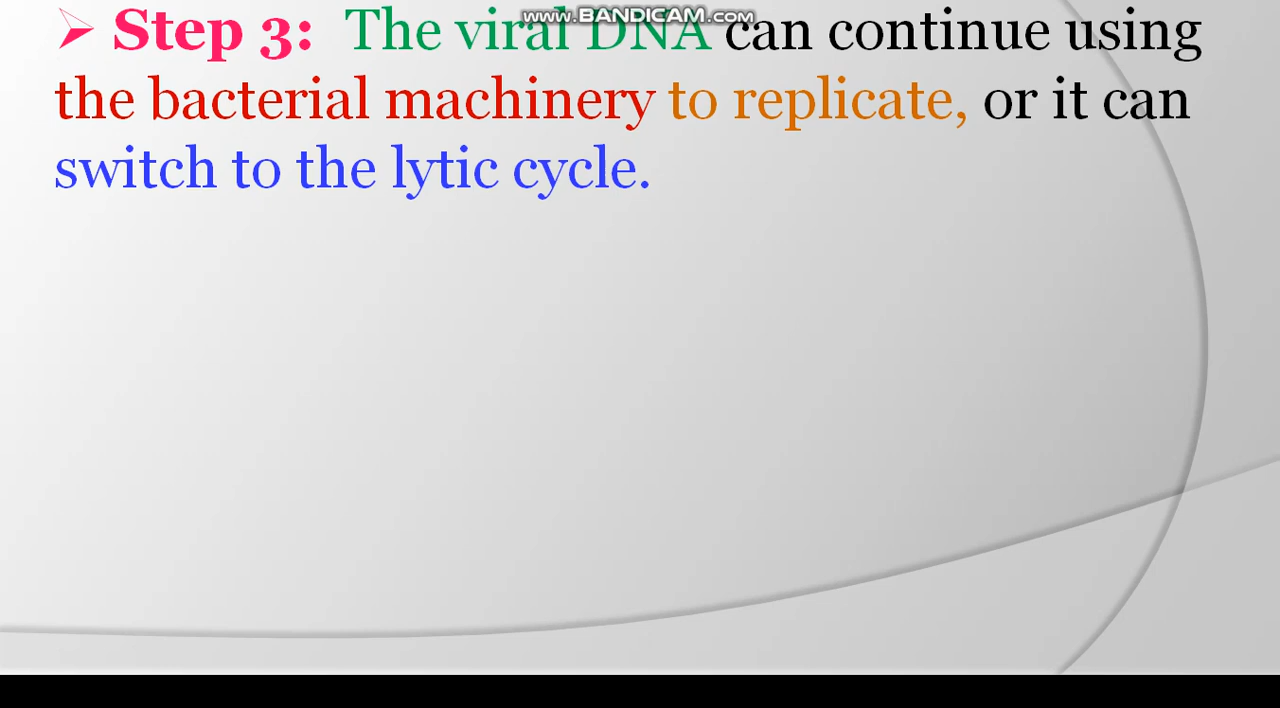 www.BANDICAM.com
➢ Step 3: The viral DNA can continue using
the bacterial machinery to replicate, or it can
switch to the lytic cycle.